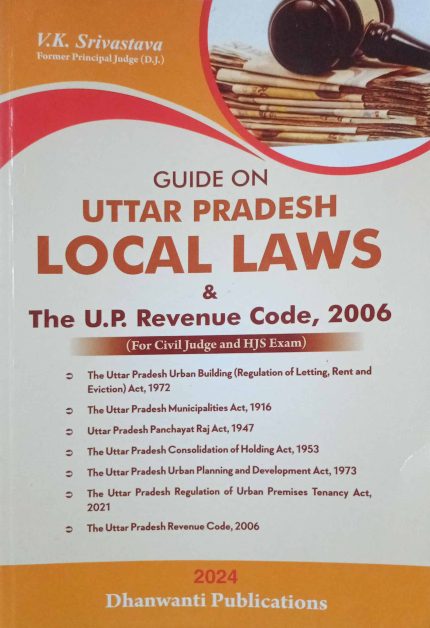 V.K. Srivastava
Former Principal Judge (D.J.)
GUIDE ON
UTTAR PRADESH
LOCAL LAWS
&
The U.P. Revenue Code, 2006
(For Civil Judge and HJS Exam)
➲ The Uttar Pradesh Urban Building (Regulation of Letting, Rent and
Eviction) Act, 1972
➲ The Uttar Pradesh Municipalities Act, 1916
➲ Uttar Pradesh Panchayat Raj Act, 1947
➲ The Uttar Pradesh Consolidation of Holding Act, 1953
➲ The Uttar Pradesh Urban Planning and Development Act, 1973
➲ The Uttar Pradesh Regulation of Urban Premises Tenancy Act,
2021
➲ The Uttar Pradesh Revenue Code, 2006
2024
Dhanwanti Publications